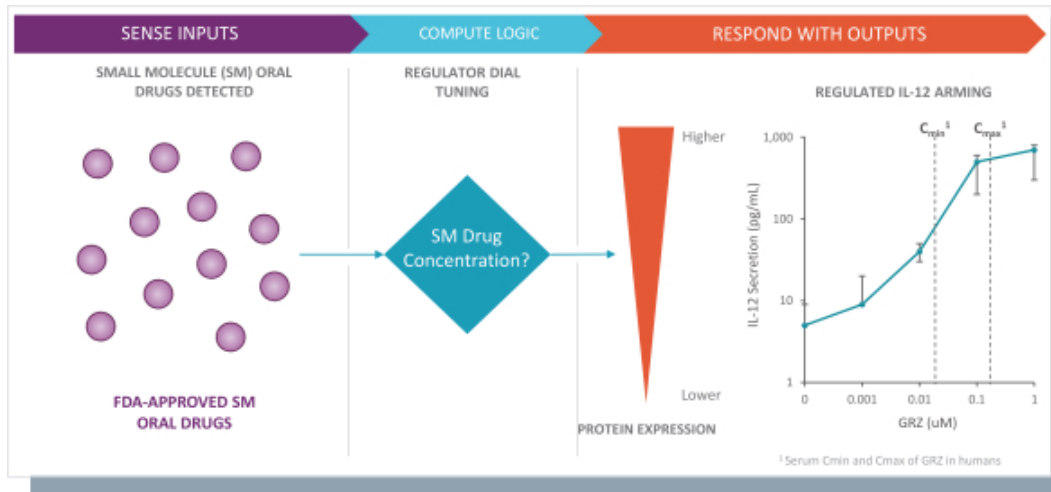 SENSE INPUTS
COMPUTE LOGIC
RESPOND WITH OUTPUTS
SMALL MOLECULE (SM) ORAL
DRUGS DETECTED
FDA-APPROVED SM
ORAL DRUGS
REGULATOR DIAL
TUNING
SM Drug
Concentration?
Higher
Lower
PROTEIN EXPRESSION
REGULATED IL-12 ARMING
Cmin¹
Cmax¹
IL-12 Secretion (pg/mL)
1,000
100
10
1
0
0.001
0.01
0.1
1
GRZ (uM)
¹ Serum Cmin and Cmax of GRZ in humans